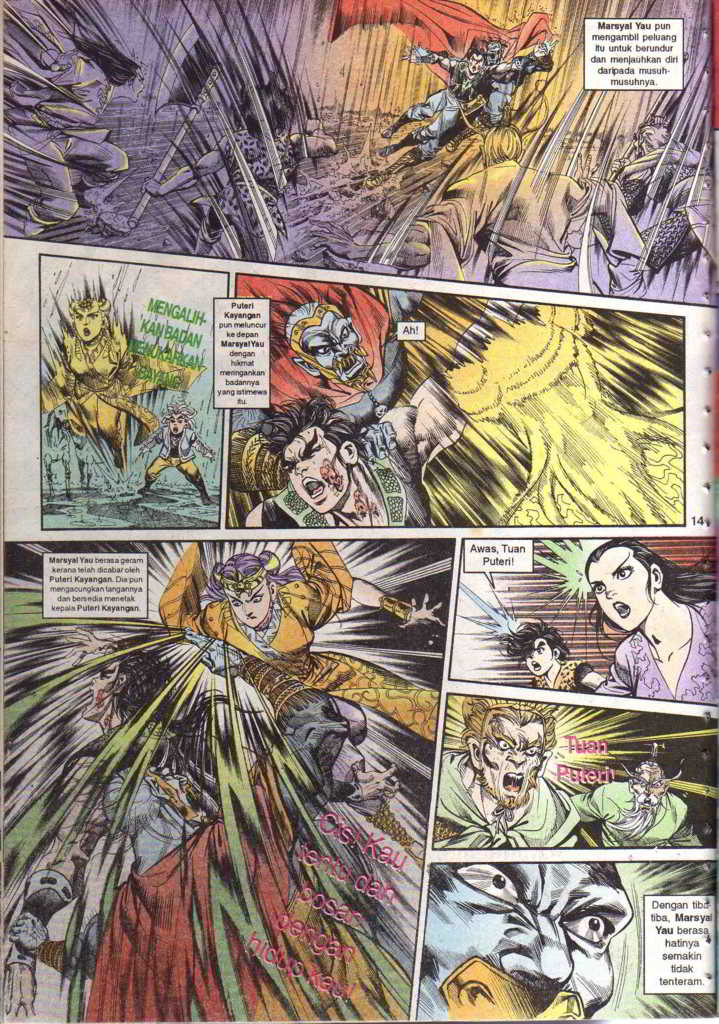 Marsyal Yau pun
mengambil peluang
itu untuk berundur
dan menjauhkan diri
daripada musuh-
musuhnya.
MENGALIH-
KAN BADAN
MENUKARKAN
Puteri
Kayangan
pun meluncur
ke depan
Marsyal Yau
dengan
hikmat
meringankan
badannya
yang istimewa
itu.
Ah!
14
Marsyal Yau berasa geram
kerana telah dicabar oleh
Puteri Kayangan. Dia pun
mengacungkan tangannya
dan bersedia menetak
kepala Puteri Kayangan.
Cis! Kau
tentu dan
bosan
dengan
hidup kau!
Awas, Tuan
Puteri!
Tuan
Puteri!
Dengan tiba-
tiba, Marsyal
Yau berasa
hatinya
semakin
tidak
tenteram.